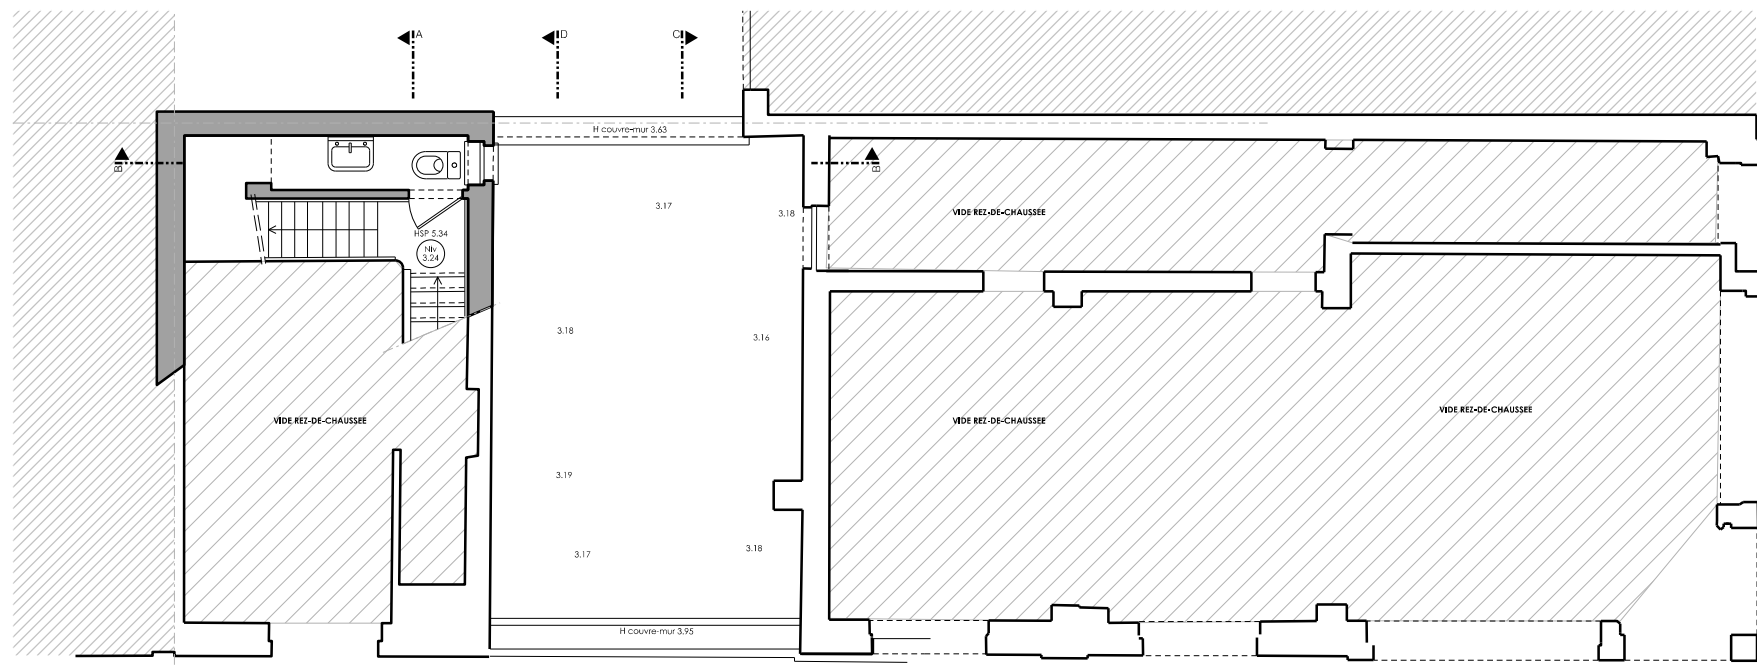 A
D
C
H couvre-mur 3.63
B
B
3.17
3.18
VIDE REZ-DE-CHAUSSEE
HSP 5.34
Niv
3.24
3.18
3.16
VIDE REZ-DE-CHAUSSEE
VIDE REZ-DE-CHAUSSEE
VIDE REZ-DE-CHAUSSEE
3.19
3.17
3.18
H couvre-mur 3.95